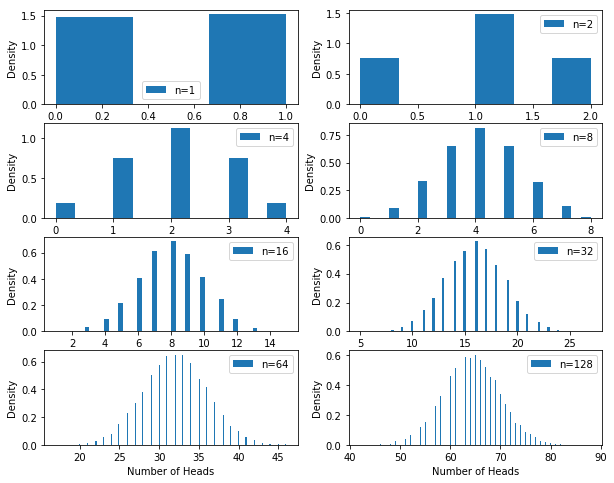 1.5
1.0
0.5
0.0
Density
n=1
0.0 0.2 0.4 0.6 0.8 1.0
1.5
1.0
0.5
0.0
Density
n=2
0.0 0.5 1.0 1.5 2.0
1.0
0.5
0.0
Density
n=4
0 1 2 3 4
0.75
0.50
0.25
0.00
Density
n=8
0 2 4 6 8
0.6
0.4
0.2
0.0
Density
n=16
2 4 6 8 10 12 14
0.6
0.4
0.2
0.0
Density
n=32
5 10 15 20 25
0.6
0.4
0.2
0.0
Density
n=64
20 25 30 35 40 45
Number of Heads
0.6
0.4
0.2
0.0
Density
n=128
40 50 60 70 80 90
Number of Heads